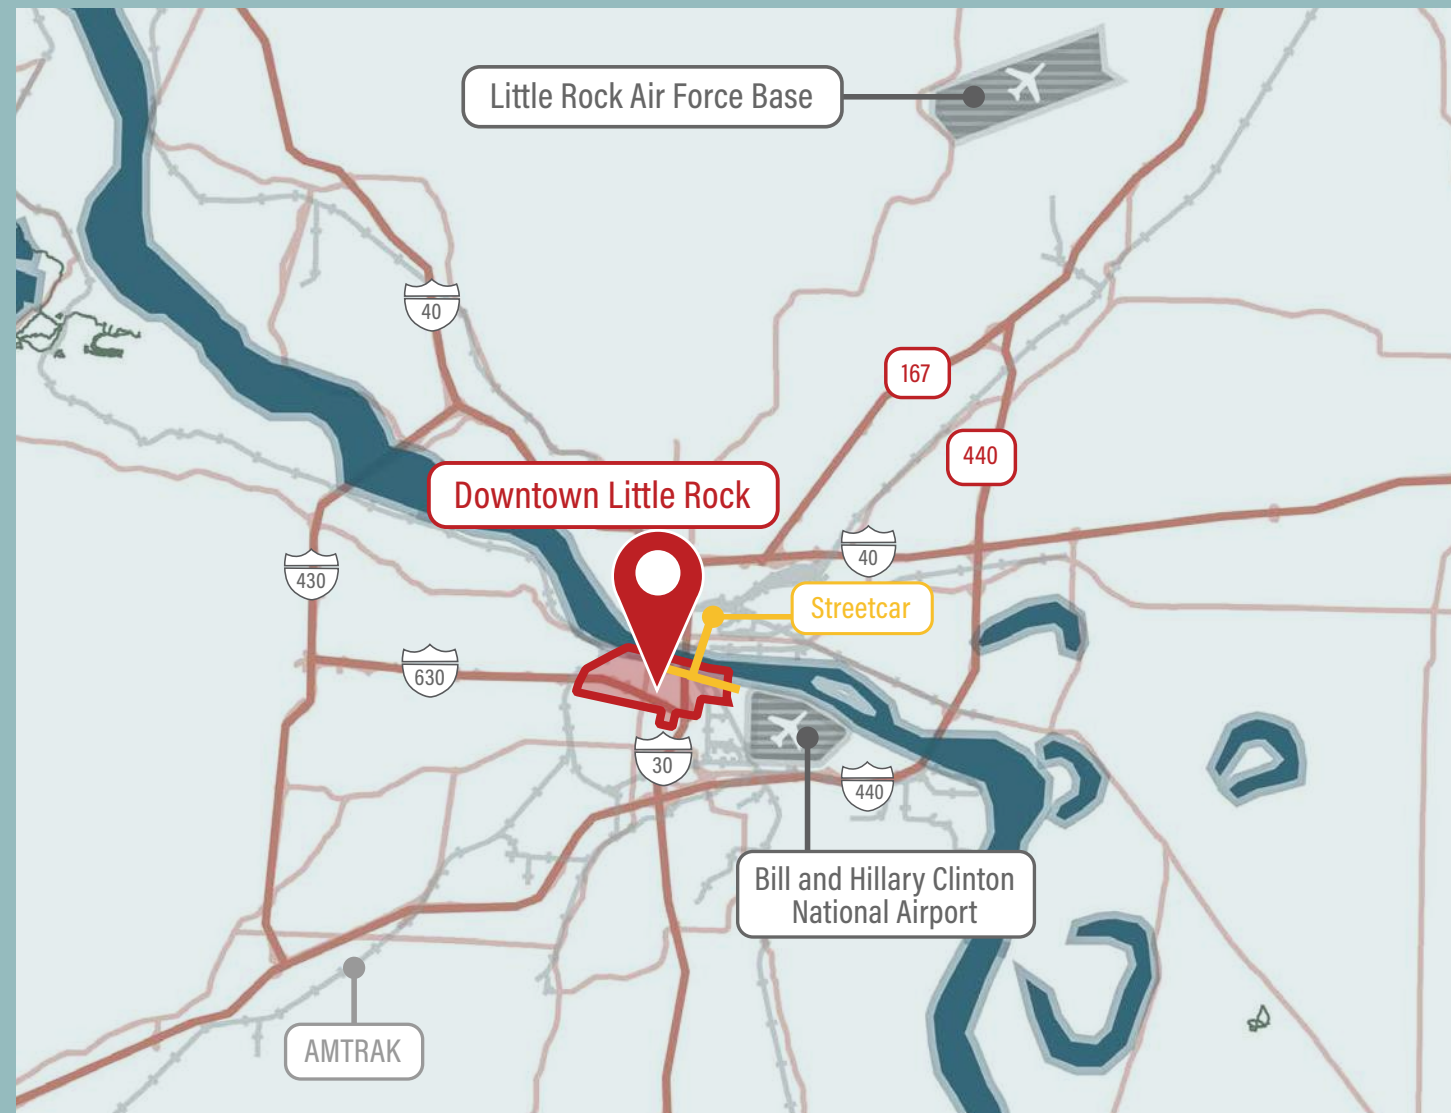 Little Rock Air Force Base
40
167
440
Downtown Little Rock
40
430
Streetcar
630
30
440
Bill and Hillary Clinton
National Airport
AMTRAK